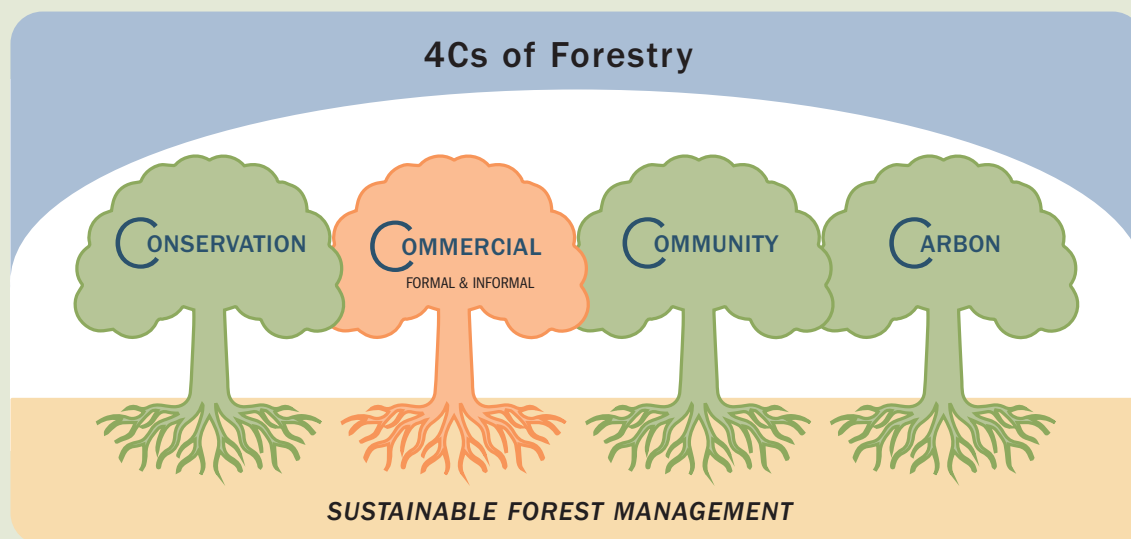 4Cs of Forestry
CONSERVATION
COMMERCIAL
FORMAL & INFORMAL
COMMUNITY
CARBON
SUSTAINABLE FOREST MANAGEMENT